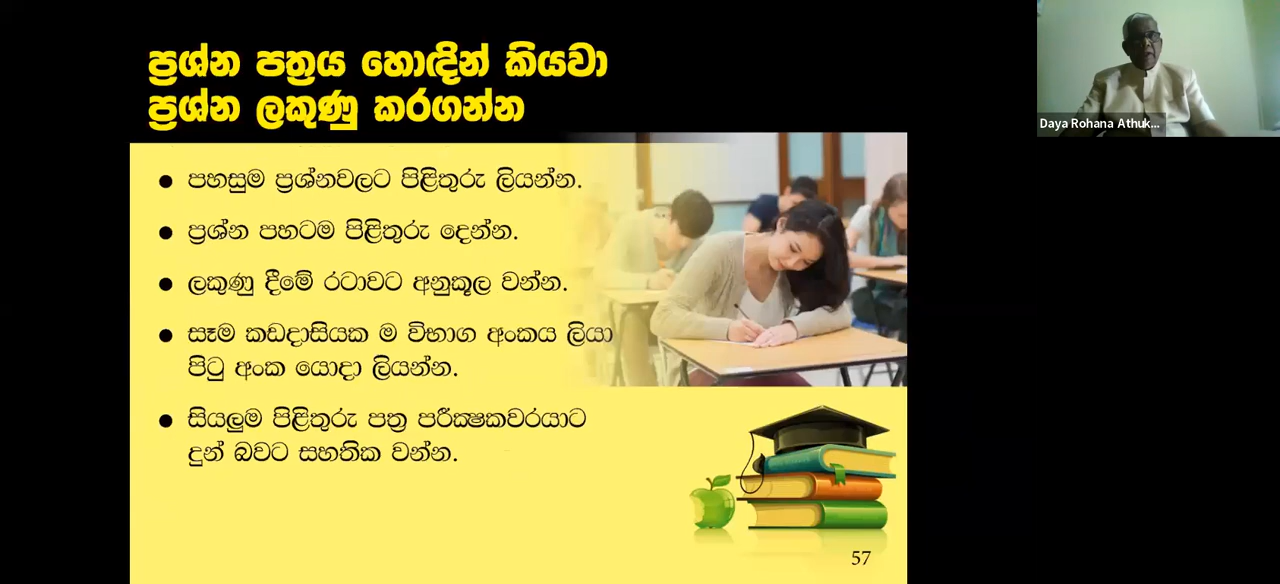 ප්‍රශ්න පත්‍රය හොඳින් කියවා
ප්‍රශ්න ලකුණු කරගන්න
● පහසුම ප්‍රශ්නවලට පිළිතුරු ලියන්න.
● ප්‍රශ්න පහටම පිළිතුරු දෙන්න.
● ලකුණු දීමේ රටාවට අනුකූල වන්න.
● සෑම කඩදාසියක ම විභාග අංකය ලියා
පිටු අංක යොදා ලියන්න.
● සියලුම පිළිතුරු පත්‍ර පරීක්‍ෂකවරයාට
දුන් බවට සහතික වන්න.
57
Daya Rohana Athuk...